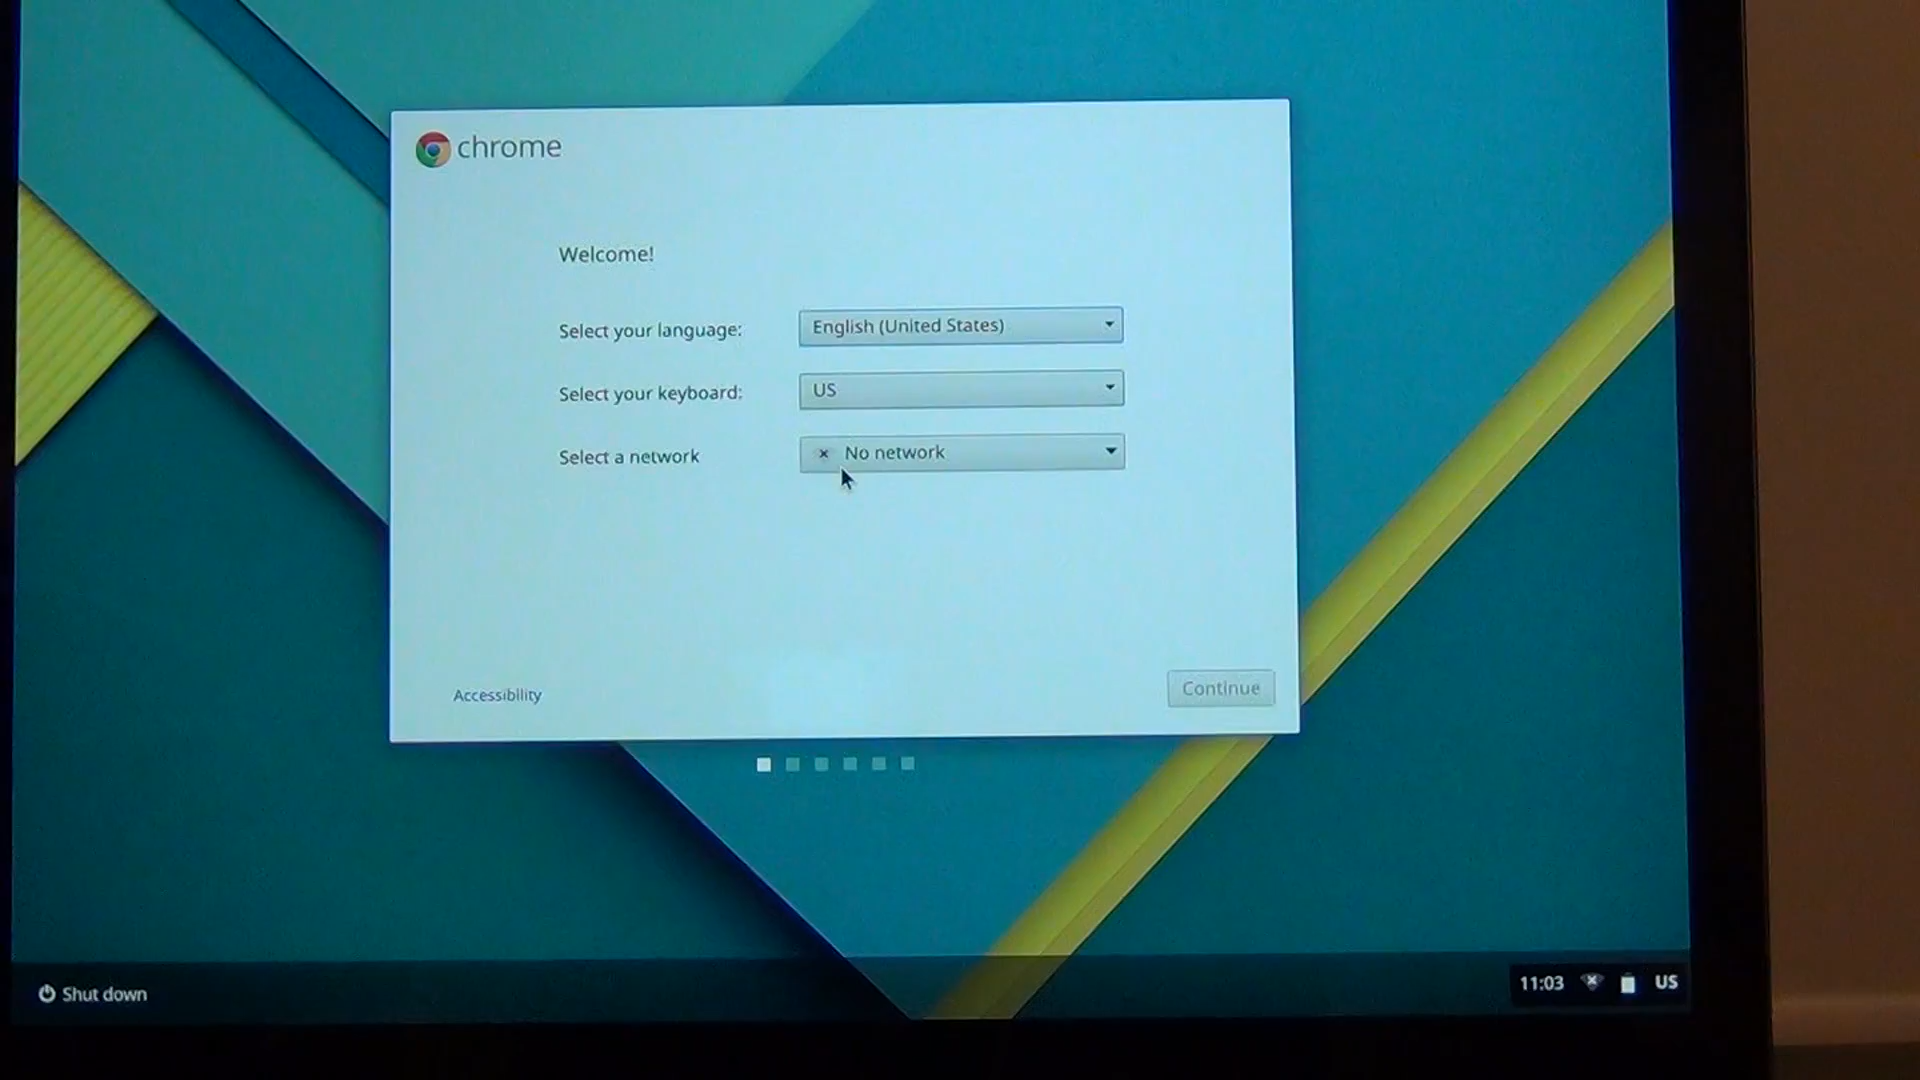 chrome
Welcome!
Select your language: English (United States)
Select your keyboard: US
Select a network × No network
Accessibility Continue
Shut down 11:03 US